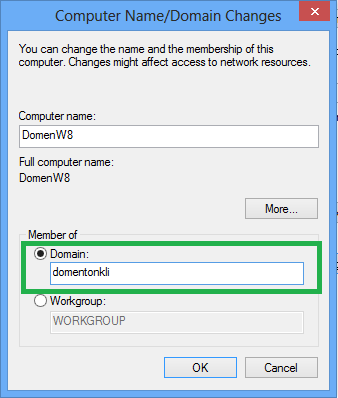 Computer Name/Domain Changes
You can change the name and the membership of this
computer. Changes might affect access to network resources.
Computer name:
DomenW8
Full computer name:
DomenW8
More...
Member of
Domain:
domentonkli
Workgroup:
WORKGROUP
OK
Cancel